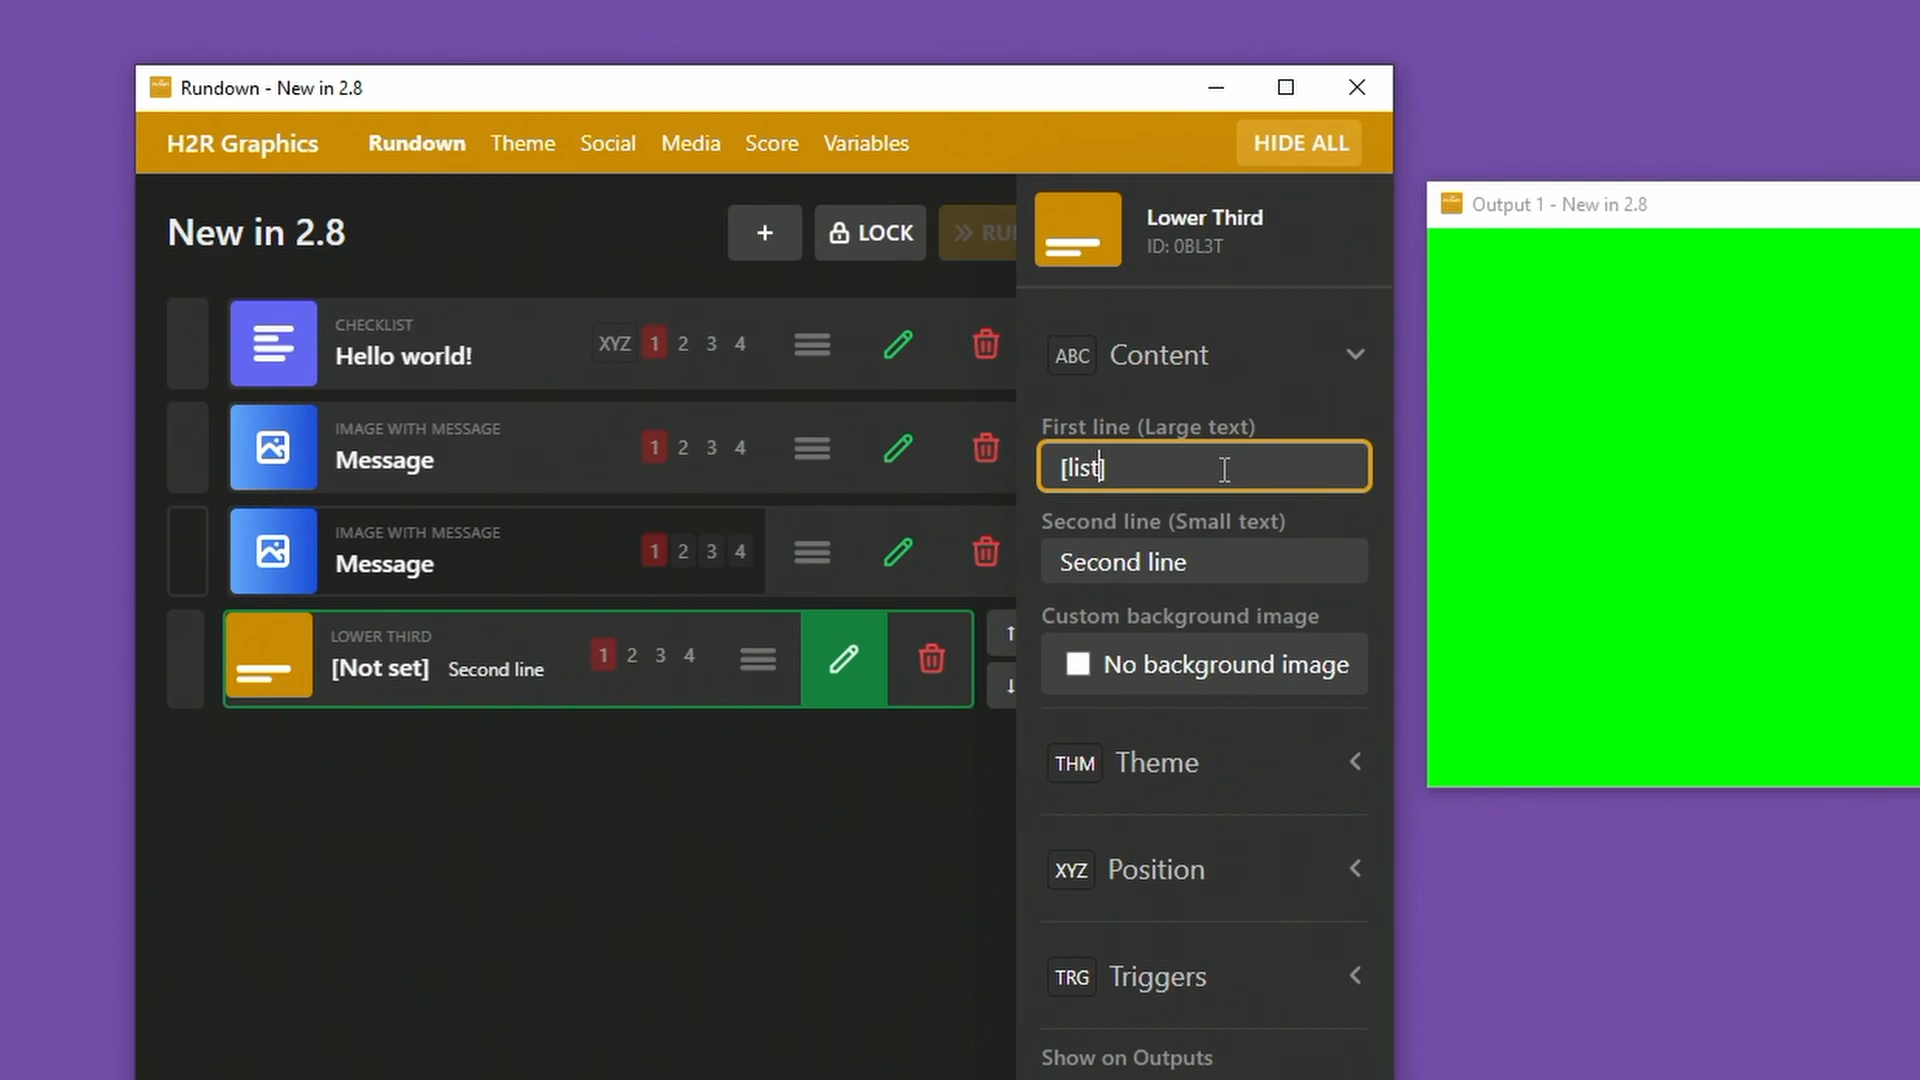 Rundown - New in 2.8
H2R Graphics Rundown Theme Social Media Score Variables HIDE ALL
New in 2.8 + LOCK RU
CHECKLIST
Hello world! XYZ 1 2 3 4
IMAGE WITH MESSAGE
Message 1 2 3 4
IMAGE WITH MESSAGE
Message 1 2 3 4
LOWER THIRD
[Not set] Second line 1 2 3 4
Lower Third
ID: 0BL3T
ABC Content
First line (Large text)
[list]
Second line (Small text)
Second line
Custom background image
No background image
THM Theme
XYZ Position
TRG Triggers
Show on Outputs
Output 1 - New in 2.8